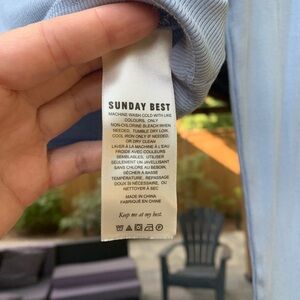 SUNDAY BEST
MACHINE WASH COLD WITH LIKE
COLOURS, ONLY
NON-CHLORINE BLEACH WHEN
NEEDED, TUMBLE DRY LOW,
COOL IRON ONLY IF NEEDED
OR DRY CLEAN
LAVER À LA MACHINE À L'EAU
FROIDE AVEC COULEURS
SEMBLABLES, UTILISER
SEULEMENT UN JAVELLISANT
SANS CHLORE AU BESOIN,
SÉCHER À BASSE
TEMPÉRATURE, REPASSAGE
DOUX SI NÉCESSAIRE, OU
NETTOYER À SEC
MADE IN CHINA
FABRIQUÉ EN CHINE
Keep me at my best.